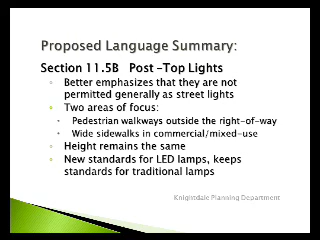 Proposed Language Summary:
Section 11.5B Post –Top Lights
Better emphasizes that they are not
permitted generally as street lights
Two areas of focus:
Pedestrian walkways outside the right-of-way
Wide sidewalks in commercial/mixed-use
Height remains the same
New standards for LED lamps, keeps
standards for traditional lamps
Knightdale Planning Department